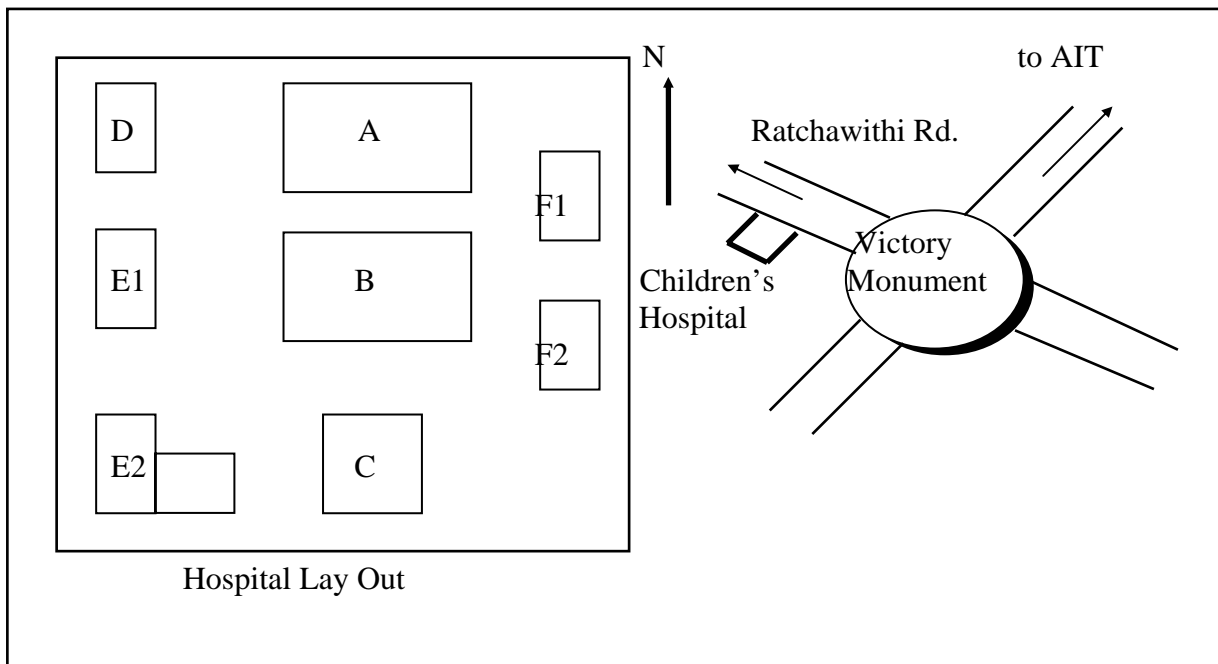 N
to AIT
D
A
Ratchawithi Rd.
F1
Victory
Monument
E1
B
Children’s
Hospital
F2
E2
C
Hospital Lay Out